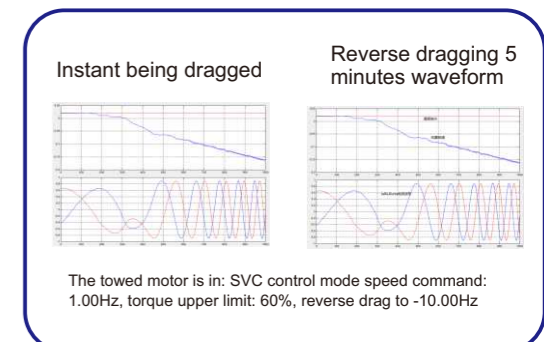 Instant being dragged
Reverse dragging 5
minutes waveform
The towed motor is in: SVC control mode speed command:
1.00Hz, torque upper limit: 60%, reverse drag to -10.00Hz